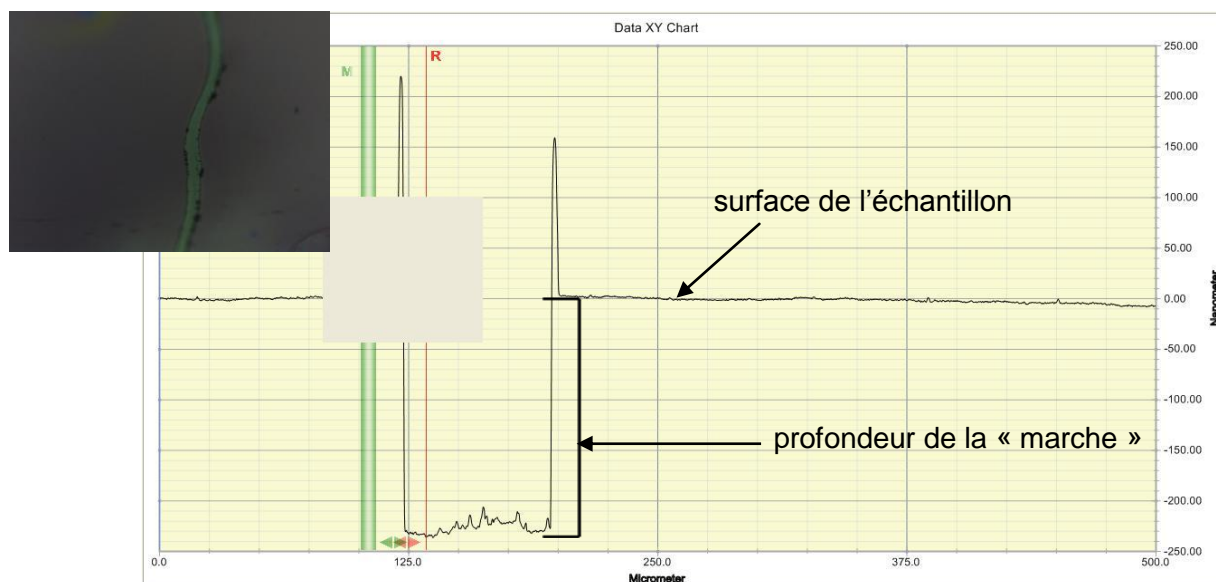 Data XY Chart
M
R
250.00
200.00
150.00
100.00
50.00
0.00
-50.00
-100.00
-150.00
-200.00
-250.00
Nanometer
surface de l’échantillon
profondeur de la « marche »
0.0
125.0
250.0
375.0
500.0
Micrometer